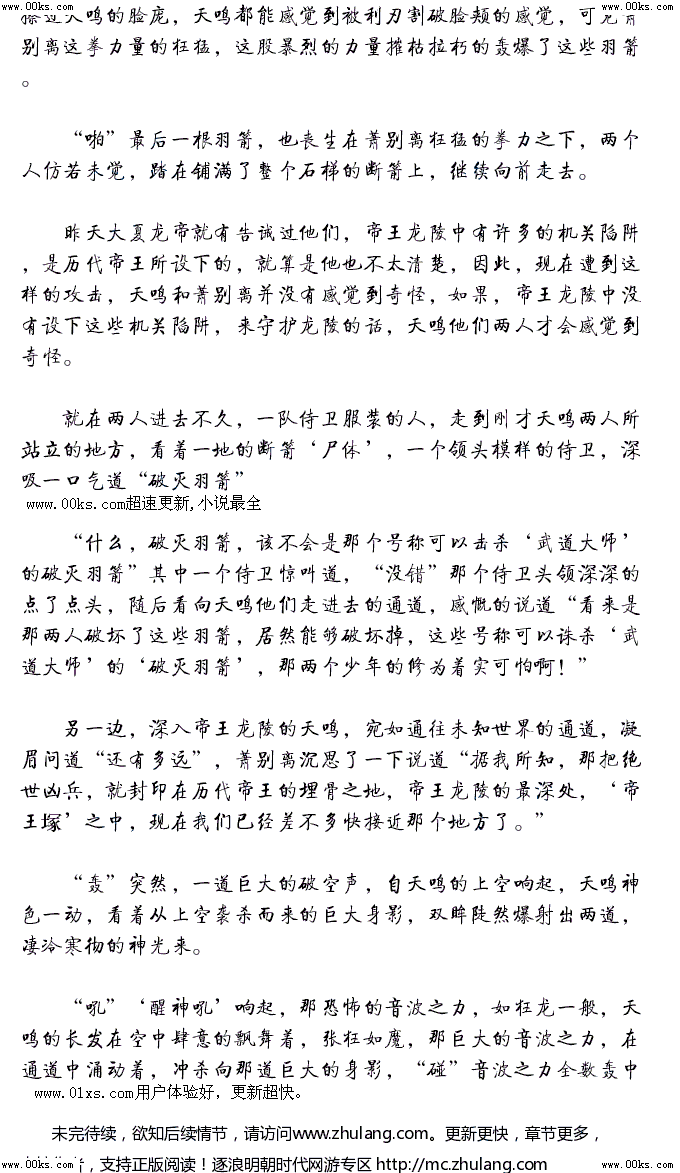 www.00ks.com www.00ks.com
擦过天鸣的脸庞，天鸣都能感觉到被利刃割破脸颊的感觉，可见萧
别离这拳力量的狂猛，这股暴烈的力量摧枯拉朽的轰爆了这些羽箭
。
“啪”最后一根羽箭，也丧生在萧别离狂猛的拳力之下，两个
人仿若未觉，踏在铺满了整个石梯的断箭上，继续向前走去。
昨天大夏龙帝就有告诫过他们，帝王龙陵中有许多的机关陷阱
，是历代帝王所设下的，就算是他也不太清楚，因此，现在遭到这
样的攻击，天鸣和萧别离并没有感觉到奇怪，如果，帝王龙陵中没
有设下这些机关陷阱，来守护龙陵的话，天鸣他们两人才会感觉到
奇怪。
就在两人进去不久，一队侍卫服装的人，走到刚才天鸣两人所
站立的地方，看着一地的断箭‘尸体’，一个领头模样的侍卫，深
吸一口气道“破灭羽箭”
www.00ks.com超速更新,小说最全
“什么，破灭羽箭，该不会是那个号称可以击杀‘武道大师’
的破灭羽箭”其中一个侍卫惊叫道，“没错”那个侍卫头领深深的
点了点头，随后看向天鸣他们走进去的通道，感慨的说道“看来是
那两人破坏了这些羽箭，居然能够破坏掉，这些号称可以诛杀‘武
道大师’的‘破灭羽箭’，那两个少年的修为着实可怕啊！”
另一边，深入帝王龙陵的天鸣，宛如通往未知世界的通道，凝
眉问道“还有多远”，萧别离沉思了一下说道“据我所知，那把绝
世凶兵，就封印在历代帝王的埋骨之地，帝王龙陵的最深处，‘帝
王塚’之中，现在我们已经差不多快接近那个地方了。”
“轰”突然，一道巨大的破空声，自天鸣的上空响起，天鸣神
色一动，看着从上空袭杀而来的巨大身影，双眸陡然爆射出两道，
凄冷寒彻的神光来。
“吼”‘醒神吼’响起，那恐怖的音波之力，如狂龙一般，天
鸣的长发在空中肆意的飘舞着，张狂如魔，那巨大的音波之力，在
通道中涌动着，冲杀向那道巨大的身影，“碰”音波之力全数轰中
www.01xs.com用户体验好，更新超快。
未完待续，欲知后续情节，请访问www.zhulang.com。更新更快，章节更多，
，支持正版阅读！逐浪明朝时代网游专区 http://mc.zhulang.com
www.00ks.com www.00ks.com